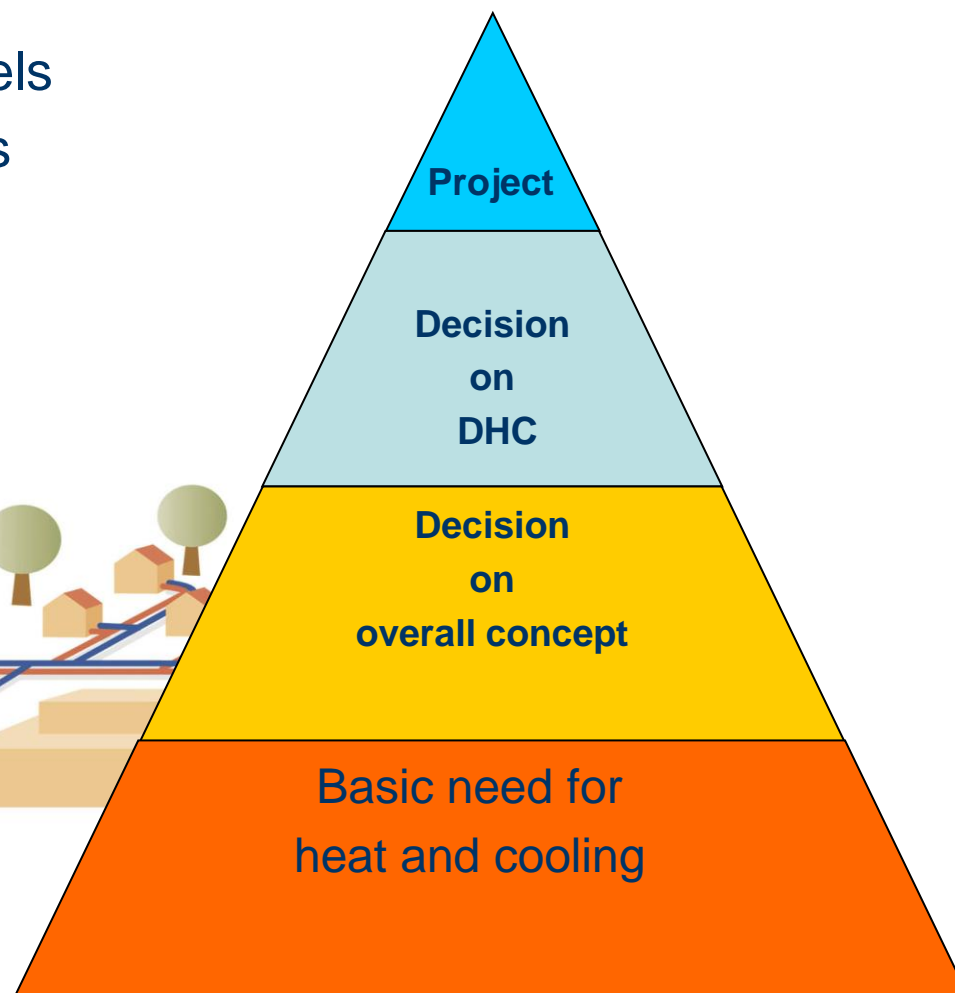 Project
Decision
on
DHC
Decision
on
overall concept
Basic need for
heat and cooling